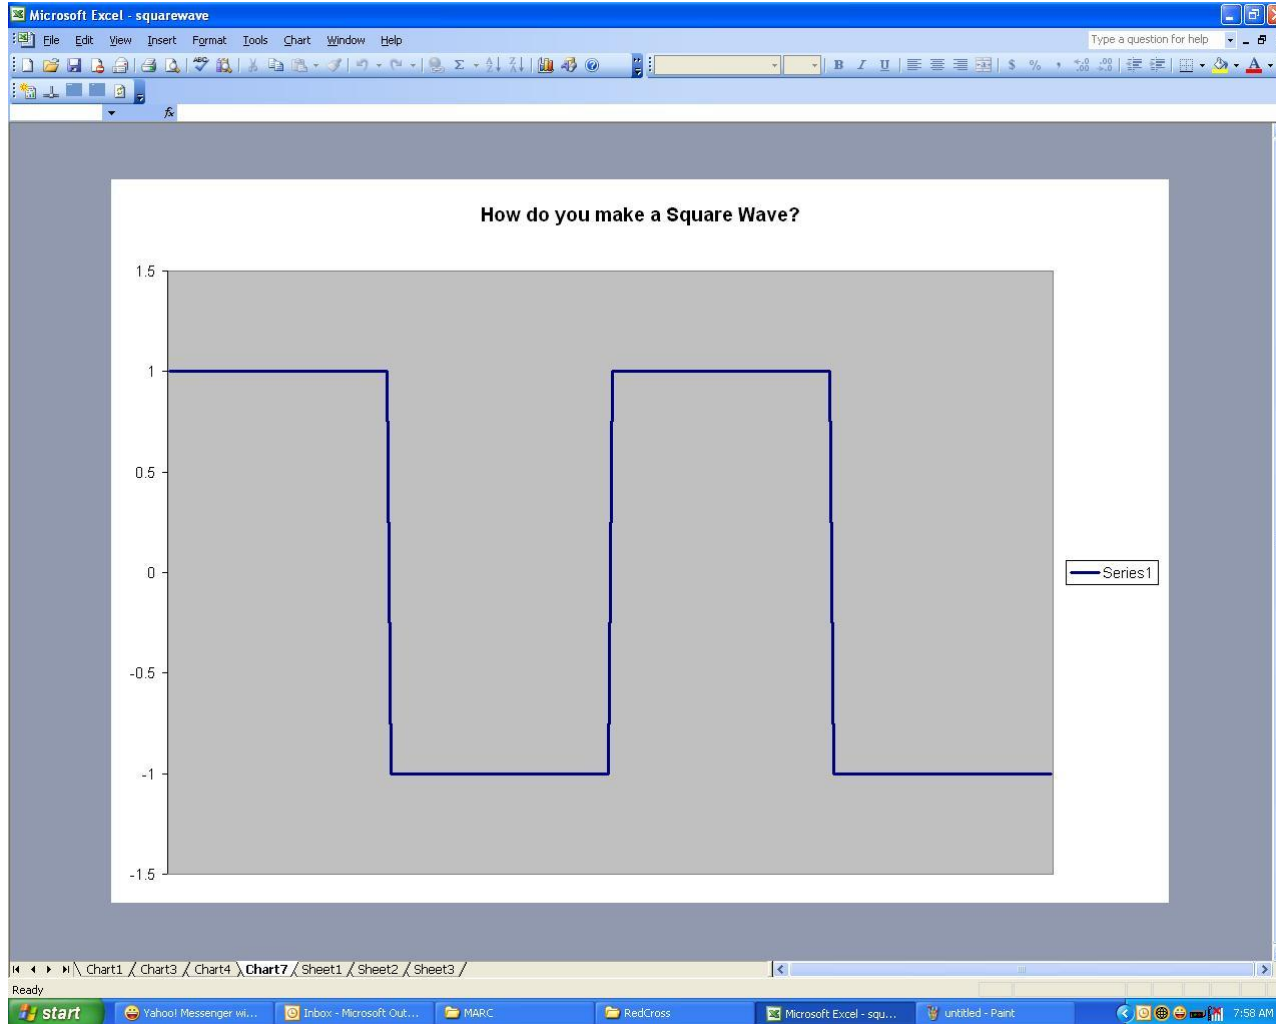 Microsoft Excel - squarewave
File Edit View Insert Format Tools Chart Window Help
Type a question for help
fx
How do you make a Square Wave?
1.5
1
0.5
0
-0.5
-1
-1.5
Series1
Chart1 Chart3 Chart4 Chart7 Sheet1 Sheet2 Sheet3
Ready
start Yahoo! Messenger wi... Inbox - Microsoft Out... MARC RedCross Microsoft Excel - squ... untitled - Paint 7:58 AM